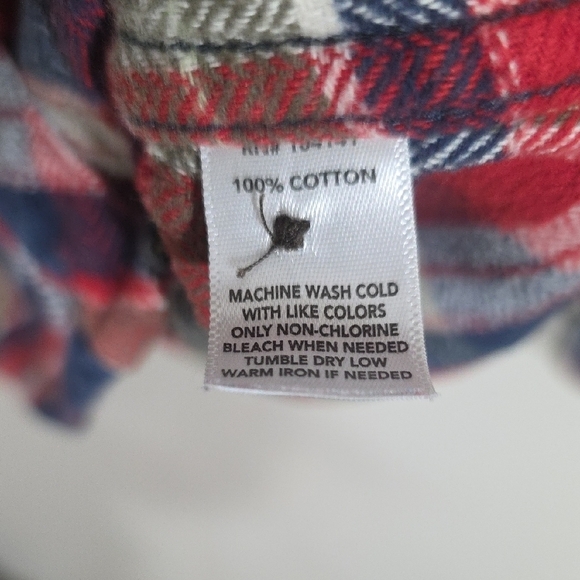 100% COTTON
MACHINE WASH COLD
WITH LIKE COLORS
ONLY NON-CHLORINE
BLEACH WHEN NEEDED
TUMBLE DRY LOW
WARM IRON IF NEEDED